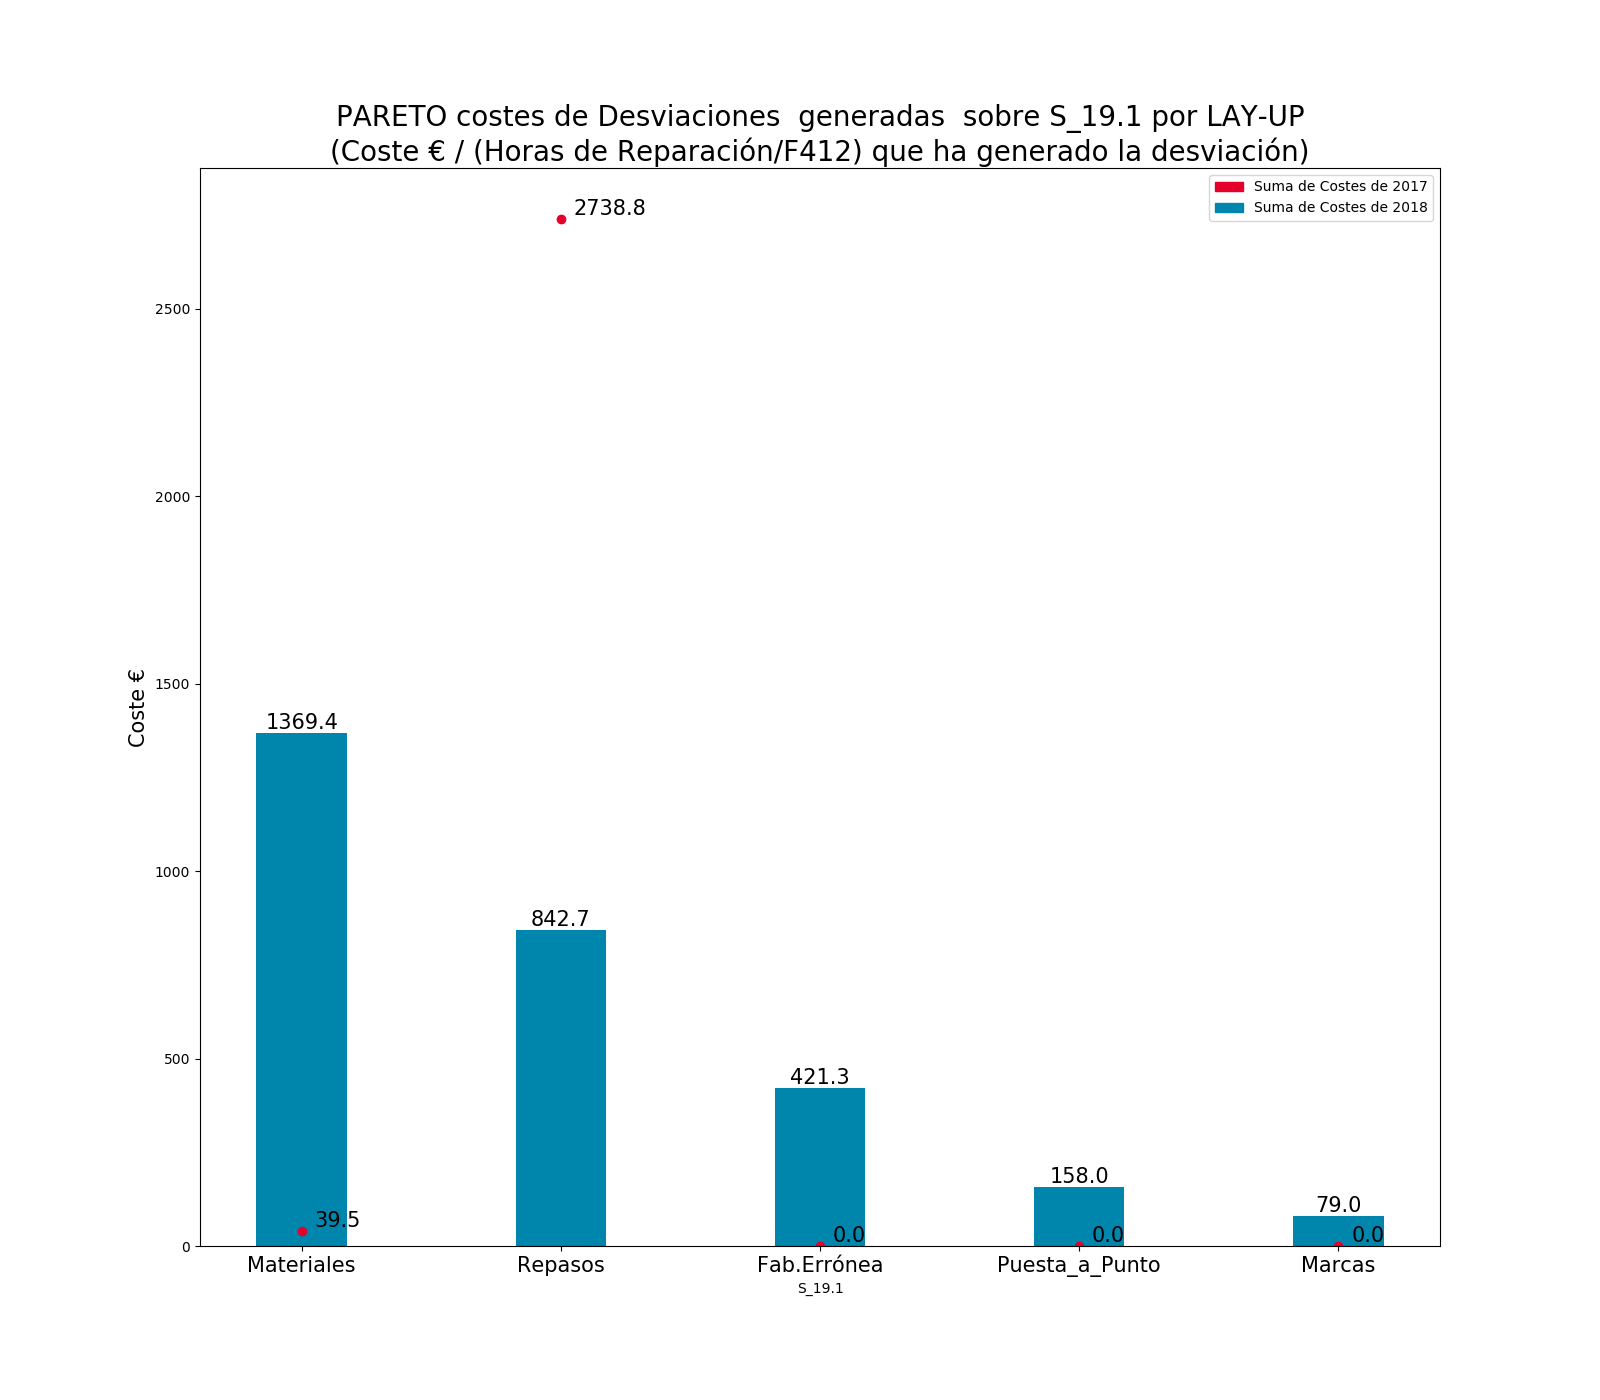 PARETO costes de Desviaciones  generadas  sobre S_19.1 por LAY-UP
(Coste € / (Horas de Reparación/F412) que ha generado la desviación)
Suma de Costes de 2017
Suma de Costes de 2018
2738.8
2500
2000
1500
1000
500
0
Coste €
1369.4
842.7
421.3
158.0
79.0
39.5
0.0
0.0
0.0
Materiales
Repasos
Fab.Errónea
Puesta_a_Punto
Marcas
S_19.1